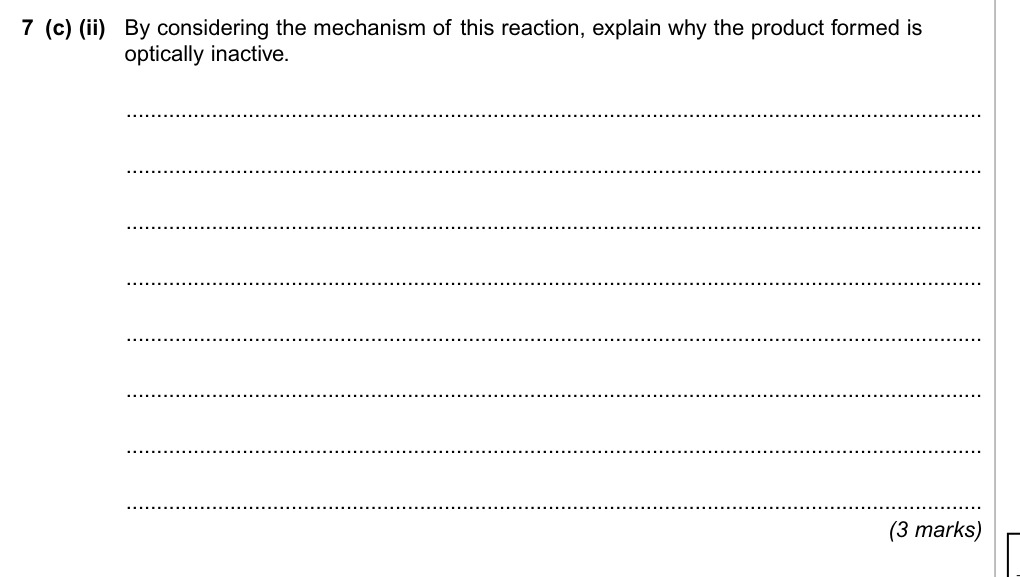 7 (c) (ii) By considering the mechanism of this reaction, explain why the product formed is
optically inactive.
(3 marks)